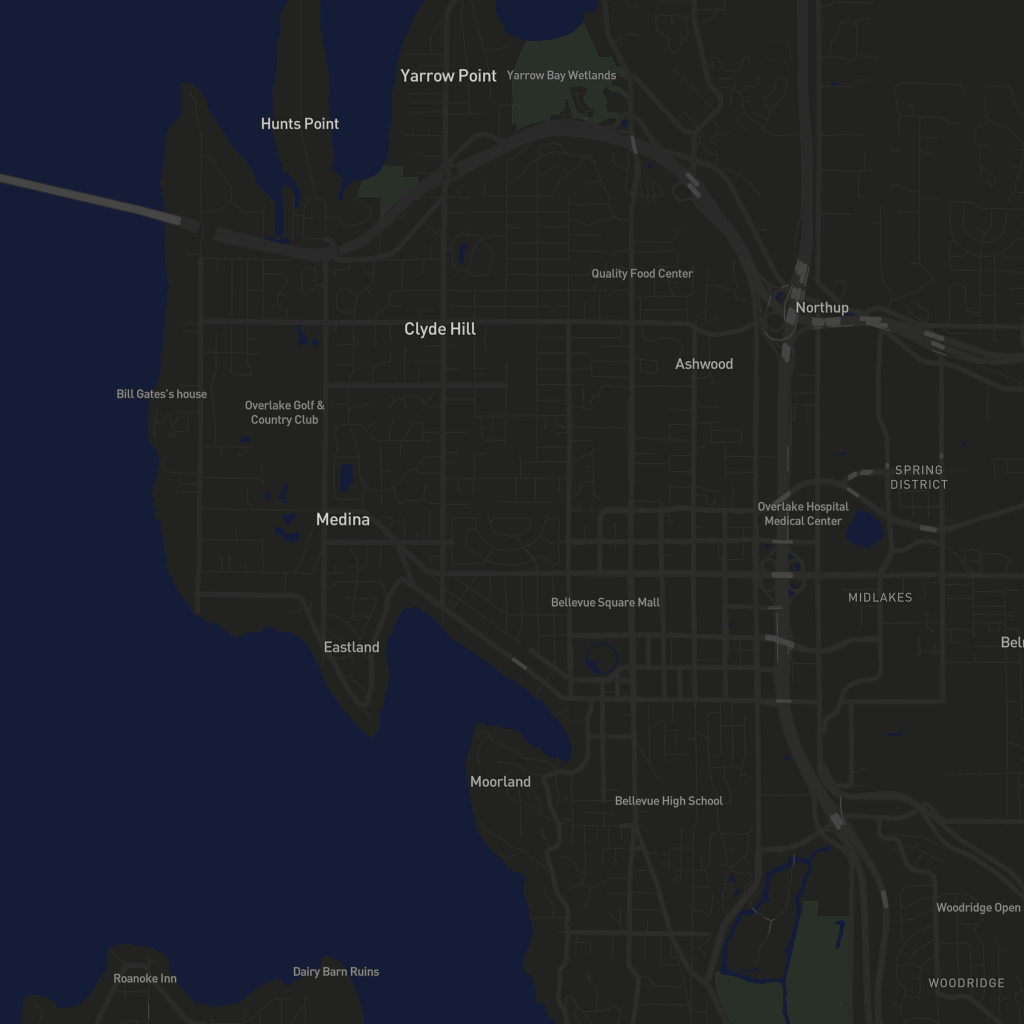 Yarrow Point
Yarrow Bay Wetlands
Hunts Point
Quality Food Center
Northup
Clyde Hill
Ashwood
Bill Gates's house
Overlake Golf &
Country Club
SPRING
DISTRICT
Overlake Hospital
Medical Center
Medina
MIDLAKES
Bellevue Square Mall
Eastland
Moorland
Bellevue High School
Woodridge Open
Dairy Barn Ruins
Roanoke Inn
WOODRIDGE